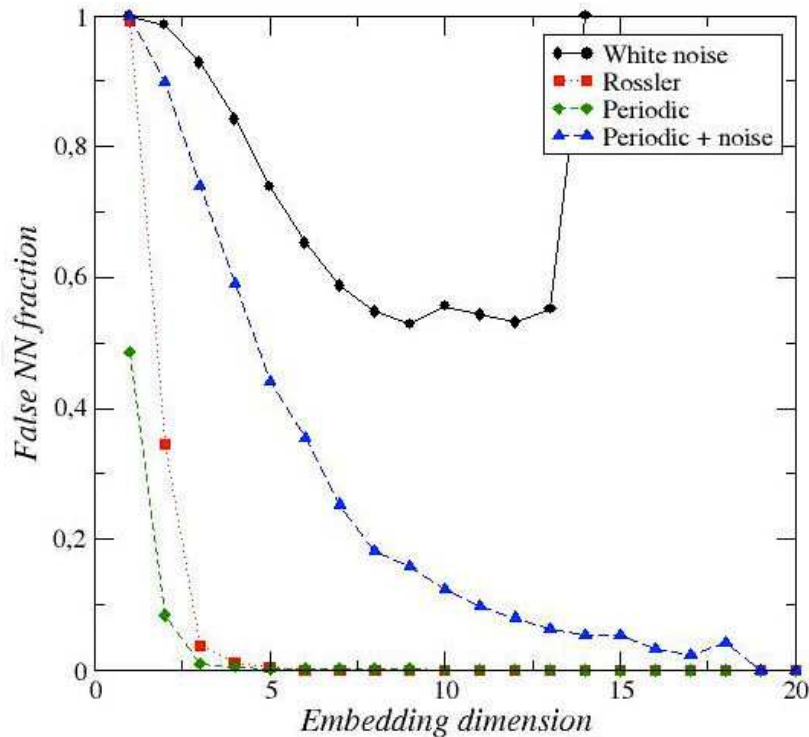 1
0,8
0,6
0,4
0,2
0
False NN fraction
White noise
Rossler
Periodic
Periodic + noise
0 5 10 15 20
Embedding dimension